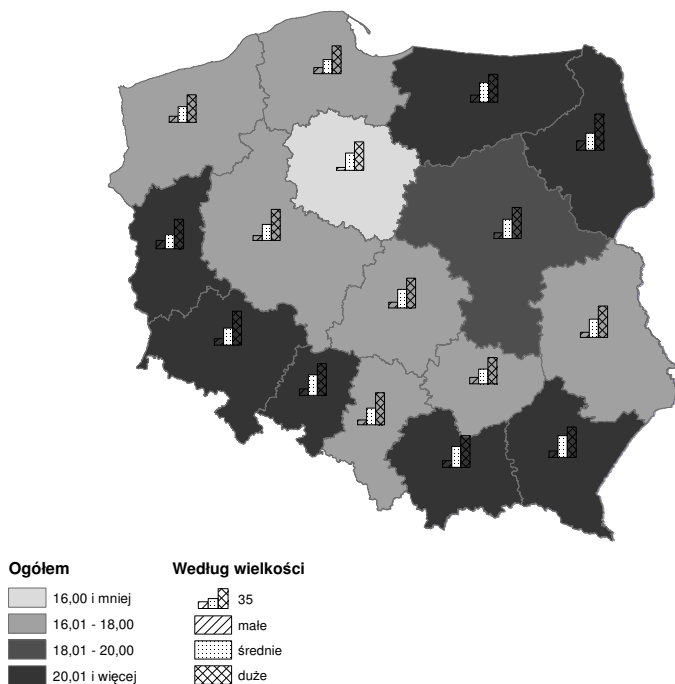 Ogółem
16,00 i mniej
16,01 - 18,00
18,01 - 20,00
20,01 i więcej
Według wielkości
35
małe
średnie
duże